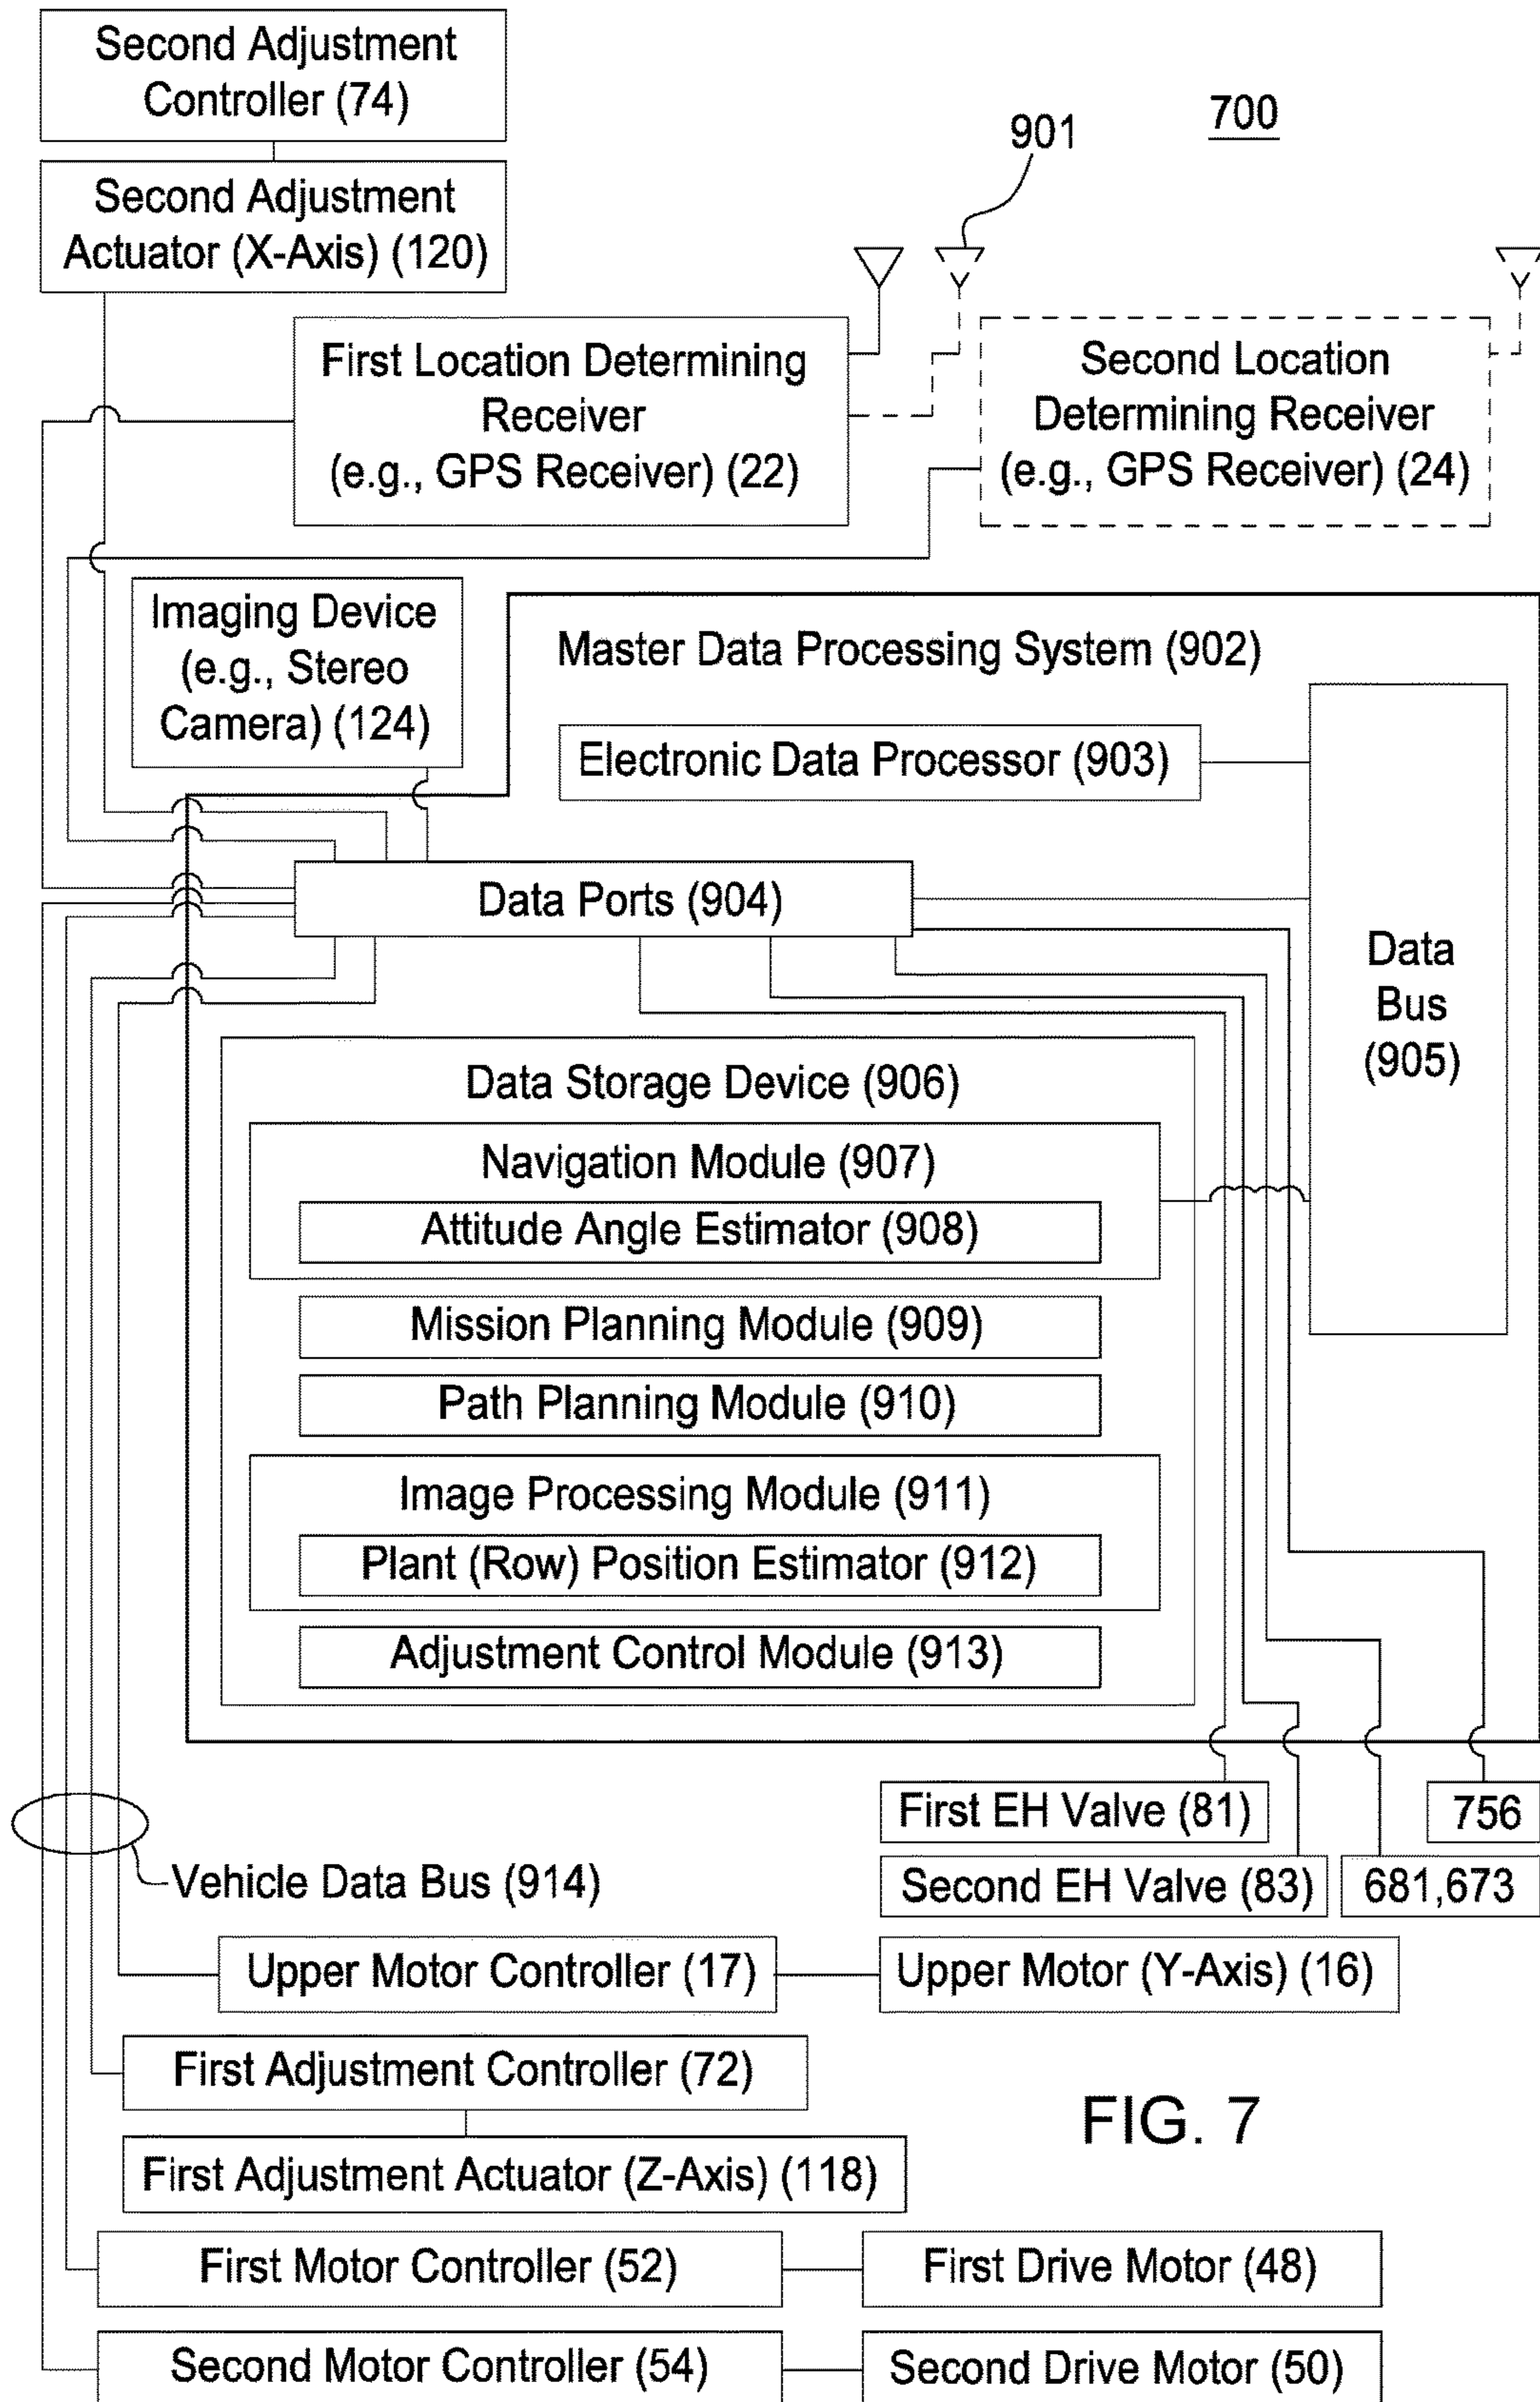 Second Adjustment
Controller (74)
700
901
Second Adjustment
Actuator (X-Axis) (120)
First Location Determining
Receiver
(e.g., GPS Receiver) (22)
Second Location
Determining Receiver
(e.g., GPS Receiver) (24)
Imaging Device
(e.g., Stereo
Camera) (124)
Master Data Processing System (902)
Electronic Data Processor (903)
Data Ports (904)
Data
Bus
(905)
Data Storage Device (906)
Navigation Module (907)
Attitude Angle Estimator (908)
Mission Planning Module (909)
Path Planning Module (910)
Image Processing Module (911)
Plant (Row) Position Estimator (912)
Adjustment Control Module (913)
First EH Valve (81)
756
Vehicle Data Bus (914)
Second EH Valve (83)
681,673
Upper Motor Controller (17)
Upper Motor (Y-Axis) (16)
First Adjustment Controller (72)
FIG. 7
First Adjustment Actuator (Z-Axis) (118)
First Motor Controller (52)
First Drive Motor (48)
Second Motor Controller (54)
Second Drive Motor (50)